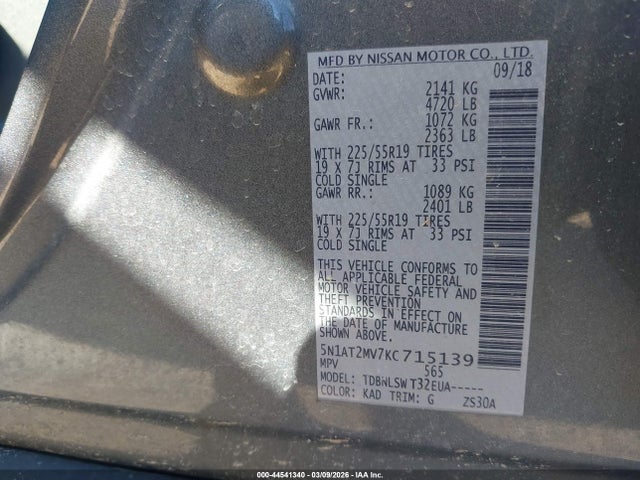 MFD BY NISSAN MOTOR CO., LTD.
DATE: 09/18
GVWR: 2141 KG
4720 LB
GAWR FR.: 1072 KG
2363 LB
WITH 225/55R19 TIRES
19 X 7J RIMS AT 33 PSI
COLD SINGLE
GAWR RR.: 1089 KG
2401 LB
WITH 225/55R19 TIRES
19 X 7J RIMS AT 33 PSI
COLD SINGLE
THIS VEHICLE CONFORMS TO
ALL APPLICABLE FEDERAL
MOTOR VEHICLE SAFETY AND
THEFT PREVENTION
STANDARDS IN EFFECT ON
THE DATE OF MANUFACTURE
SHOWN ABOVE.
5N1AT2MV7KC715139
MPV 565
MODEL: TDBNLSWT32EUA-----
COLOR: KAD TRIM: G ZS30A
000-44541340 - 03/09/2026 - IAA Inc.